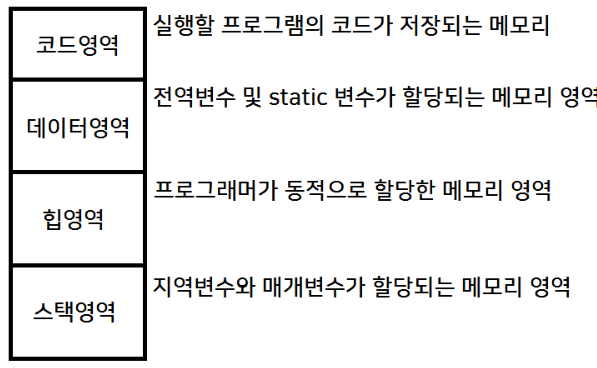 코드영역
실행할 프로그램의 코드가 저장되는 메모리
데이터영역
전역변수 및 static 변수가 할당되는 메모리 영역
힙영역
프로그래머가 동적으로 할당한 메모리 영역
스택영역
지역변수와 매개변수가 할당되는 메모리 영역